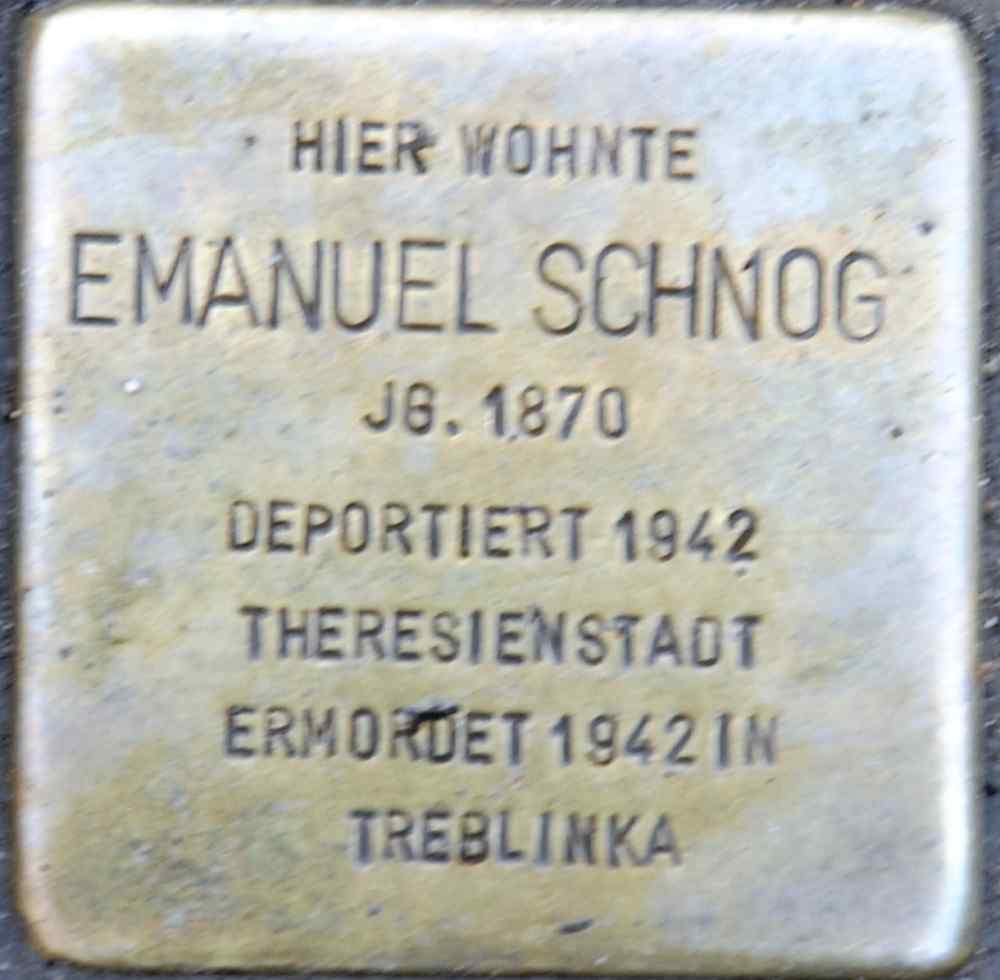 HIER WOHNTE
EMANUEL SCHNOG
JG. 1870
DEPORTIERT 1942
THERESIENSTADT
ERMORDET 1942 IN
TREBLINKA